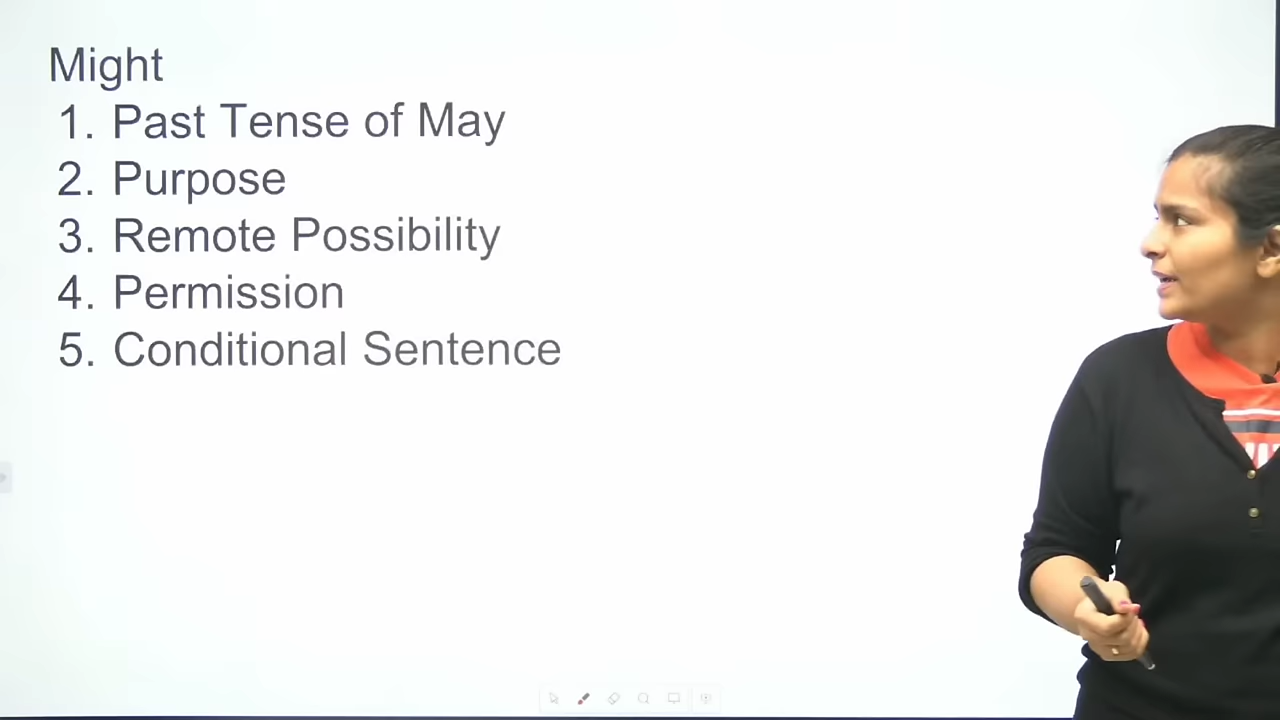 Might
1. Past Tense of May
2. Purpose
3. Remote Possibility
4. Permission
5. Conditional Sentence